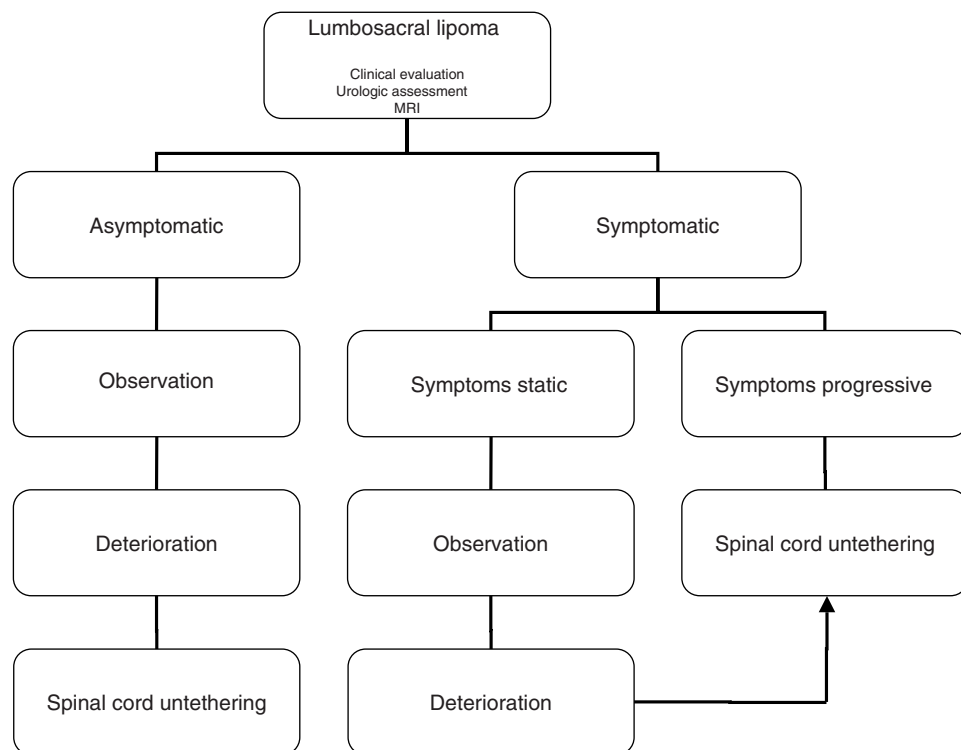 Lumbosacral lipoma
Clinical evaluation
Urologic assessment
MRI
Asymptomatic
Symptomatic
Observation
Symptoms static
Symptoms progressive
Deterioration
Observation
Spinal cord untethering
Spinal cord untethering
Deterioration